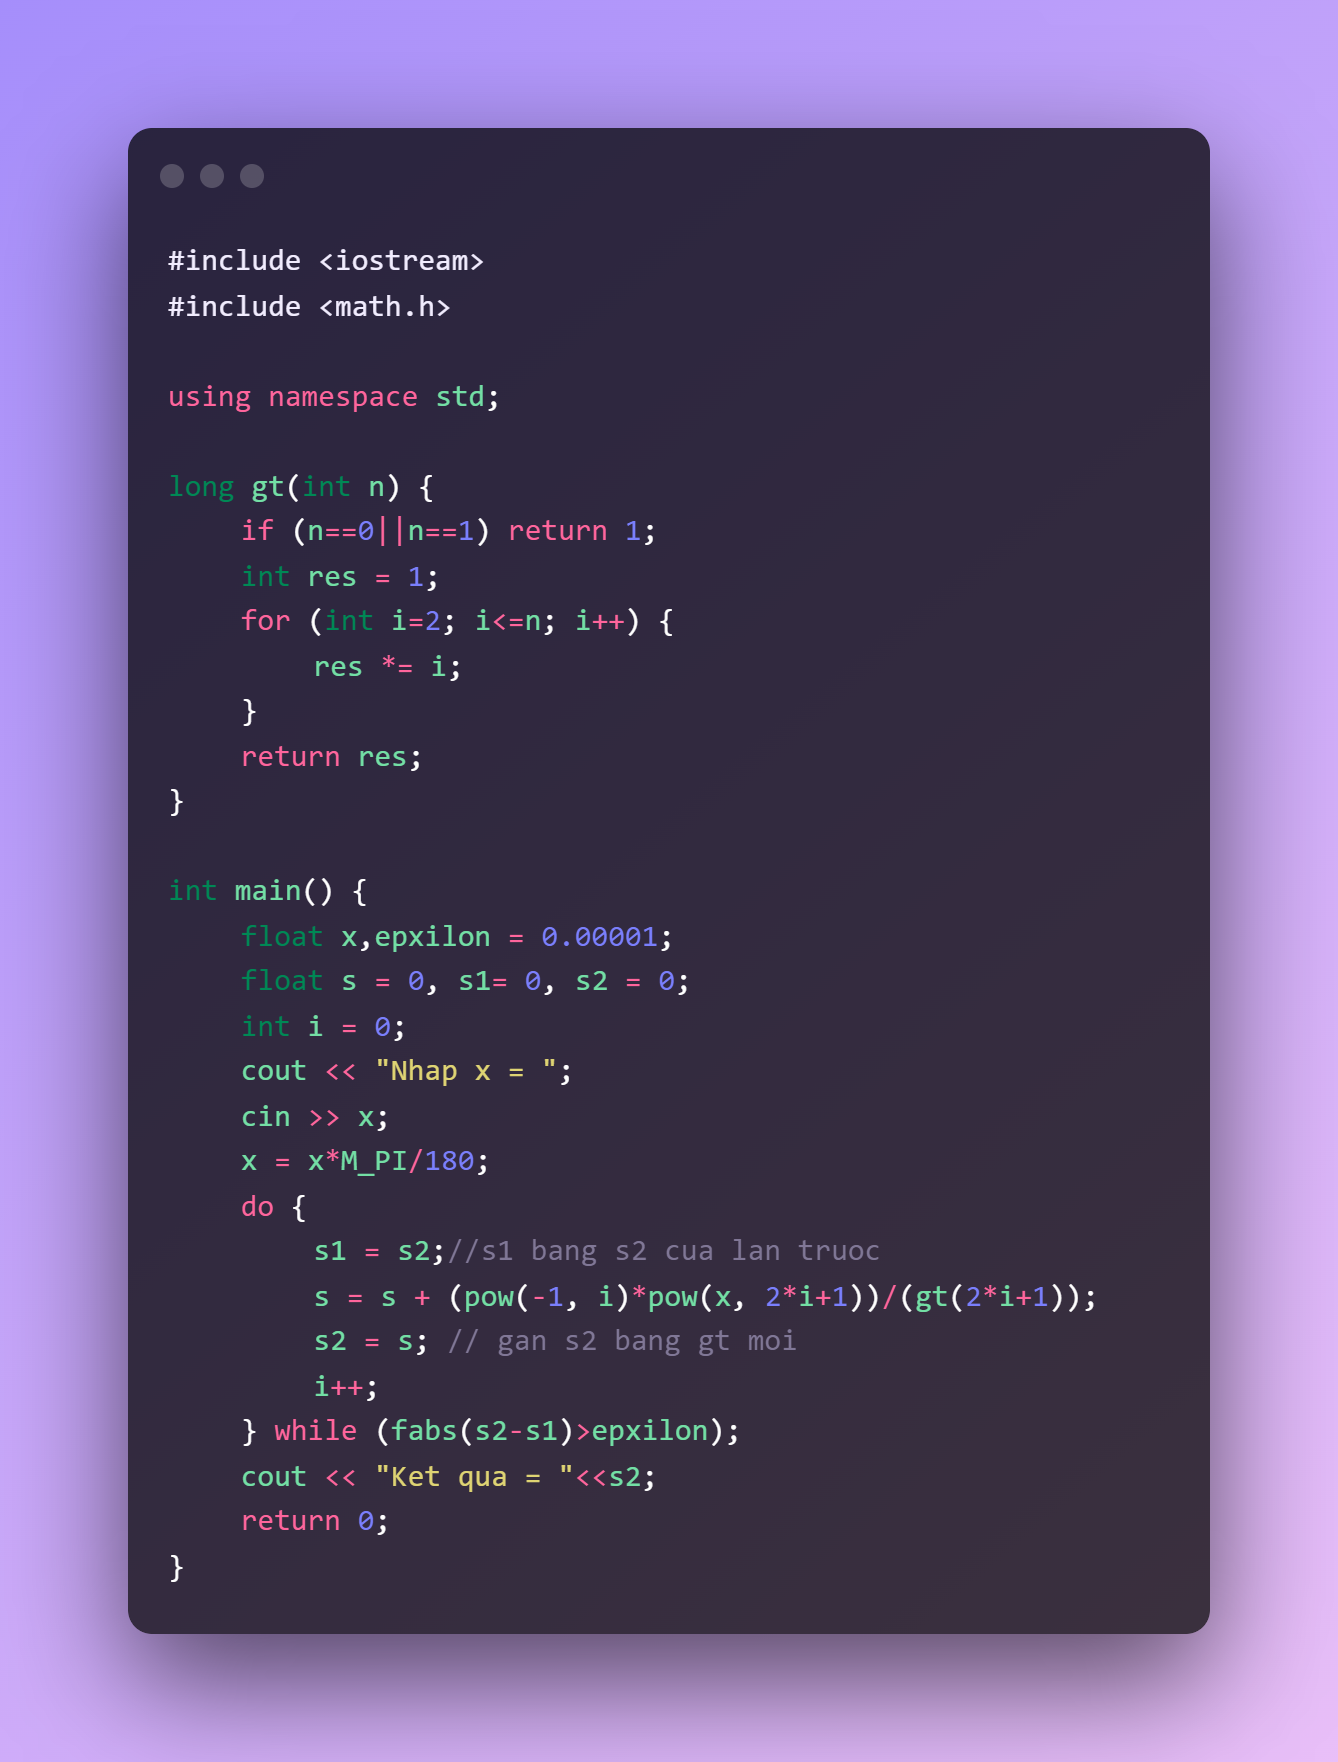 #include <iostream>
#include <math.h>
using namespace std;
long gt(int n) {
if (n==0||n==1) return 1;
int res = 1;
for (int i=2; i<=n; i++) {
res *= i;
}
return res;
}
int main() {
float x,epxilon = 0.00001;
float s = 0, s1= 0, s2 = 0;
int i = 0;
cout << "Nhap x = ";
cin >> x;
x = x*M_PI/180;
do {
s1 = s2;//s1 bang s2 cua lan truoc
s = s + (pow(-1, i)*pow(x, 2*i+1))/(gt(2*i+1));
s2 = s; // gan s2 bang gt moi
i++;
} while (fabs(s2-s1)>epxilon);
cout << "Ket qua = "<<s2;
return 0;
}